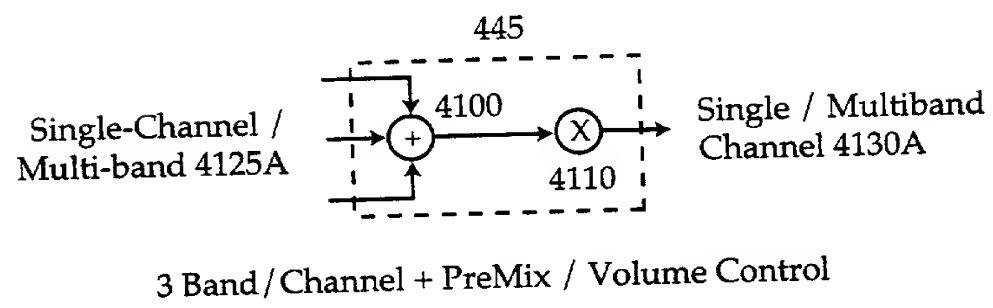 445
4100
Single-Channel /
Multi-band 4125A
+
X
4110
Single / Multiband
Channel 4130A
3 Band/Channel + PreMix / Volume Control